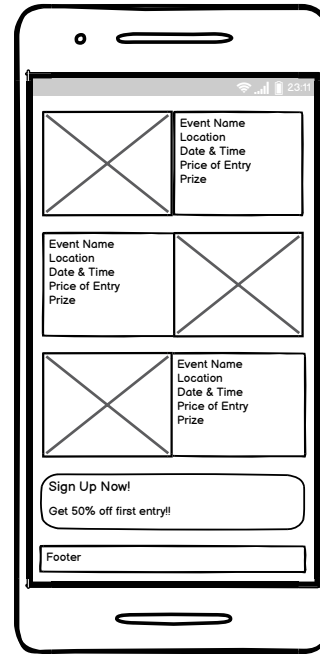 23:11
Event Name
Location
Date & Time
Price of Entry
Prize
Event Name
Location
Date & Time
Price of Entry
Prize
Event Name
Location
Date & Time
Price of Entry
Prize
Sign Up Now!
Get 50% off first entry!!
Footer